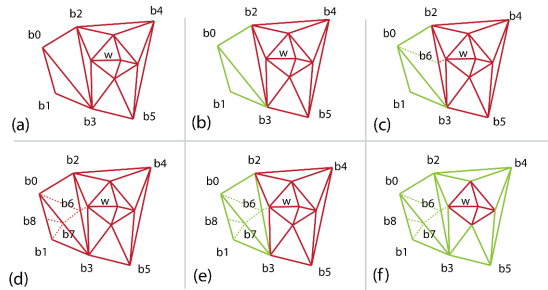 b0 b2 b4 w b1 b3 b5 (a)
b0 b2 b4 w b1 b3 b5 (b)
b0 b2 b4 b6 w b1 b3 b5 (c)
b0 b2 b4 b6 w b8 b7 b1 b3 b5 (d)
b0 b2 b4 b6 w b8 b7 b1 b3 b5 (e)
b0 b2 b4 b6 w b8 b7 b1 b3 b5 (f)